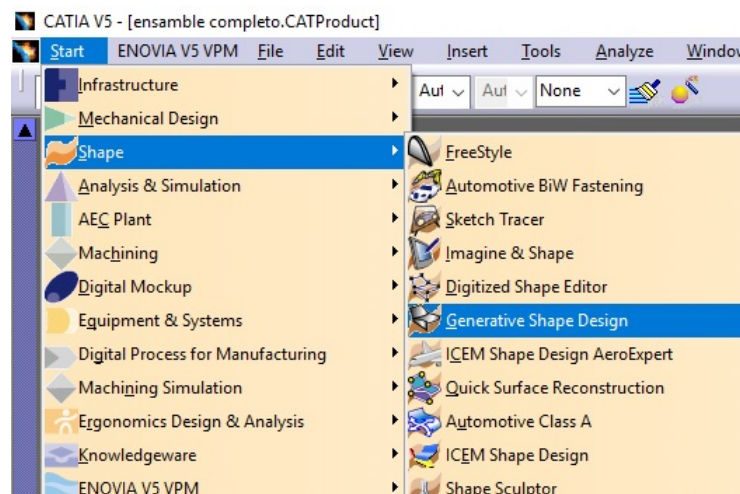 CATIA V5 - [ensamble completo.CATProduct]
Start ENOVIA V5 VPM File Edit View Insert Tools Analyze Window
Infrastructure
Aut Aut None
Mechanical Design
Shape
FreeStyle
Analysis & Simulation
Automotive BiW Fastening
AEC Plant
Sketch Tracer
Machining
Imagine & Shape
Digital Mockup
Digitized Shape Editor
Equipment & Systems
Generative Shape Design
Digital Process for Manufacturing
ICEM Shape Design AeroExpert
Machining Simulation
Quick Surface Reconstruction
Ergonomics Design & Analysis
Automotive Class A
Knowledgeware
ICEM Shape Design
ENOVIA V5 VPM
Shape Sculptor